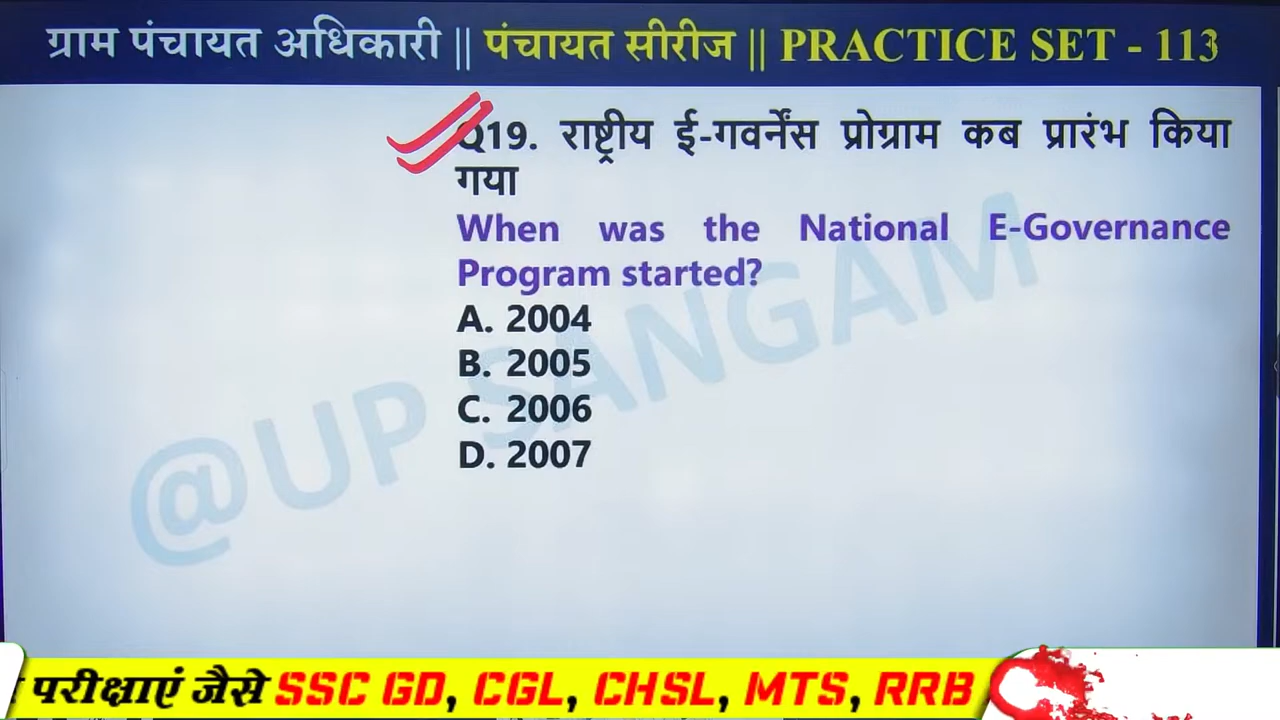 ग्राम पंचायत अधिकारी || पंचायत सीरीज || PRACTICE SET - 113
Q19. राष्ट्रीय ई-गवर्नेंस प्रोग्राम कब प्रारंभ किया
गया
When was the National E-Governance
Program started?
A. 2004
B. 2005
C. 2006
D. 2007
@UP SANGAM
परीक्षाएं जैसे SSC GD, CGL, CHSL, MTS, RRB